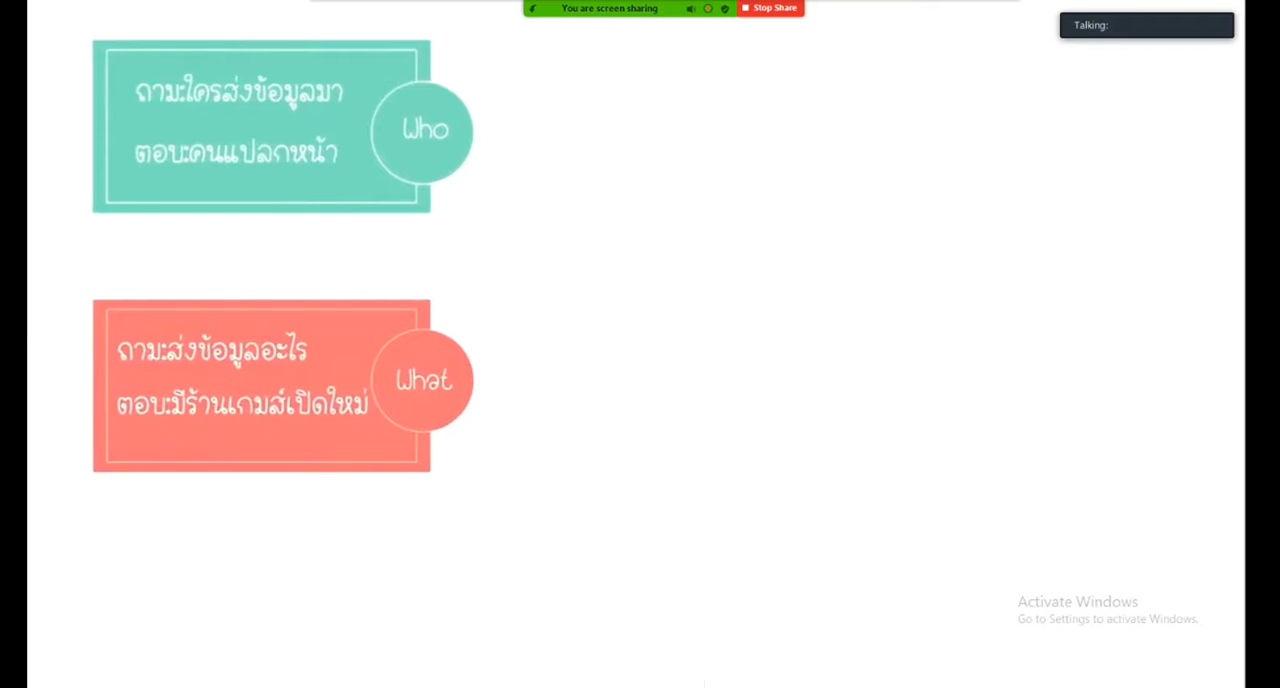 You are screen sharing
Stop Share
Talking:
ถาม:ใครส่งข้อมูลมา
ตอบ:คนแปลกหน้า
Who
ถาม:ส่งข้อมูลอะไร
ตอบ:มีร้านเกมส์เปิดใหม่
What
Activate Windows
Go to Settings to activate Windows.